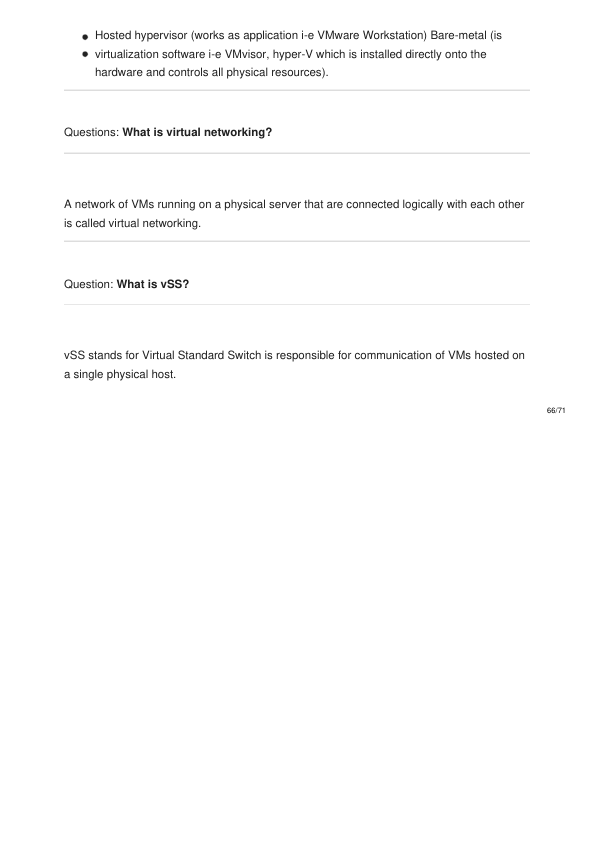 ● Hosted hypervisor (works as application i-e VMware Workstation) Bare-metal (is
● virtualization software i-e VMvisor, hyper-V which is installed directly onto the
hardware and controls all physical resources).
Questions: What is virtual networking?
A network of VMs running on a physical server that are connected logically with each other
is called virtual networking.
Question: What is vSS?
vSS stands for Virtual Standard Switch is responsible for communication of VMs hosted on
a single physical host.
66/71